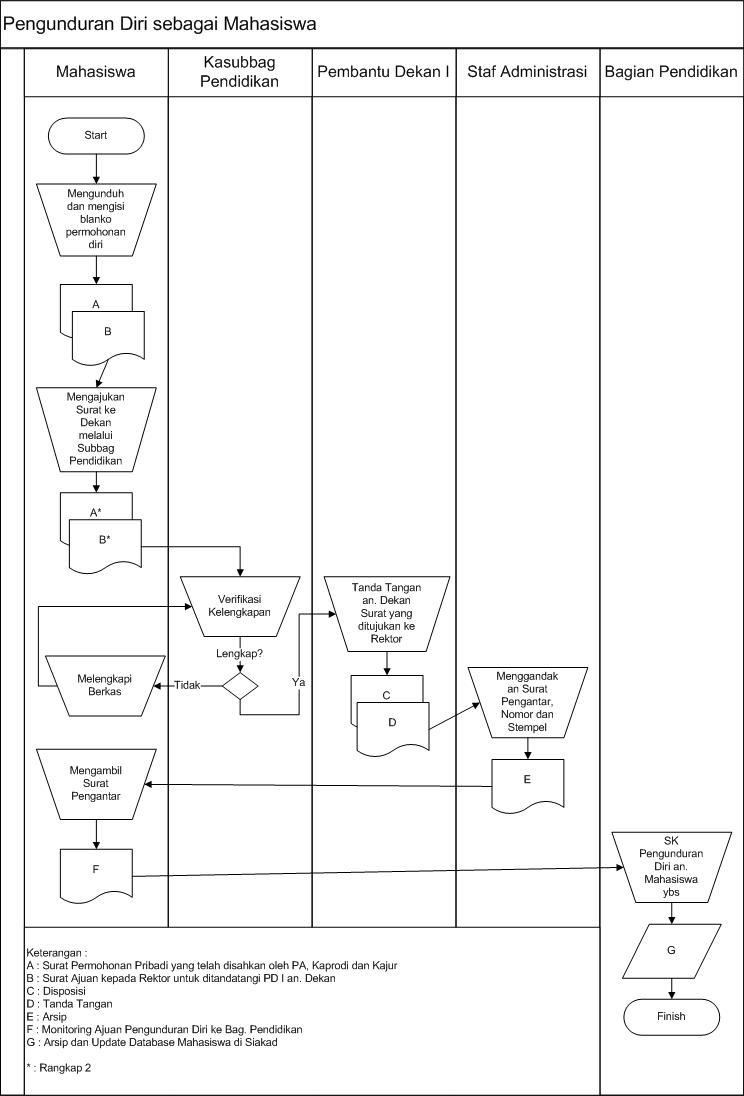 Pengunduran Diri sebagai Mahasiswa
Mahasiswa
Kasubbag
Pendidikan
Pembantu Dekan I
Staf Administrasi
Bagian Pendidikan
Start
Mengunduh
dan mengisi
blanko
permohonan
diri
A
B
Mengajukan
Surat ke
Dekan
melalui
Subbag
Pendidikan
A*
B*
Verifikasi
Kelengkapan
Lengkap?
Tidak
Ya
Melengkapi
Berkas
Tanda Tangan
an. Dekan
Surat yang
ditujukan ke
Rektor
C
D
Menggandak
an Surat
Pengantar,
Nomor dan
Stempel
E
Mengambil
Surat
Pengantar
F
SK
Pengunduran
Diri an.
Mahasiswa
ybs
G
Finish
Keterangan :
A : Surat Permohonan Pribadi yang telah disahkan oleh PA, Kaprodi dan Kajur
B : Surat Ajuan kepada Rektor untuk ditandatangi PD I an. Dekan
C : Disposisi
D : Tanda Tangan
E : Arsip
F : Monitoring Ajuan Pengunduran Diri ke Bag. Pendidikan
G : Arsip dan Update Database Mahasiswa di Siakad
* : Rangkap 2